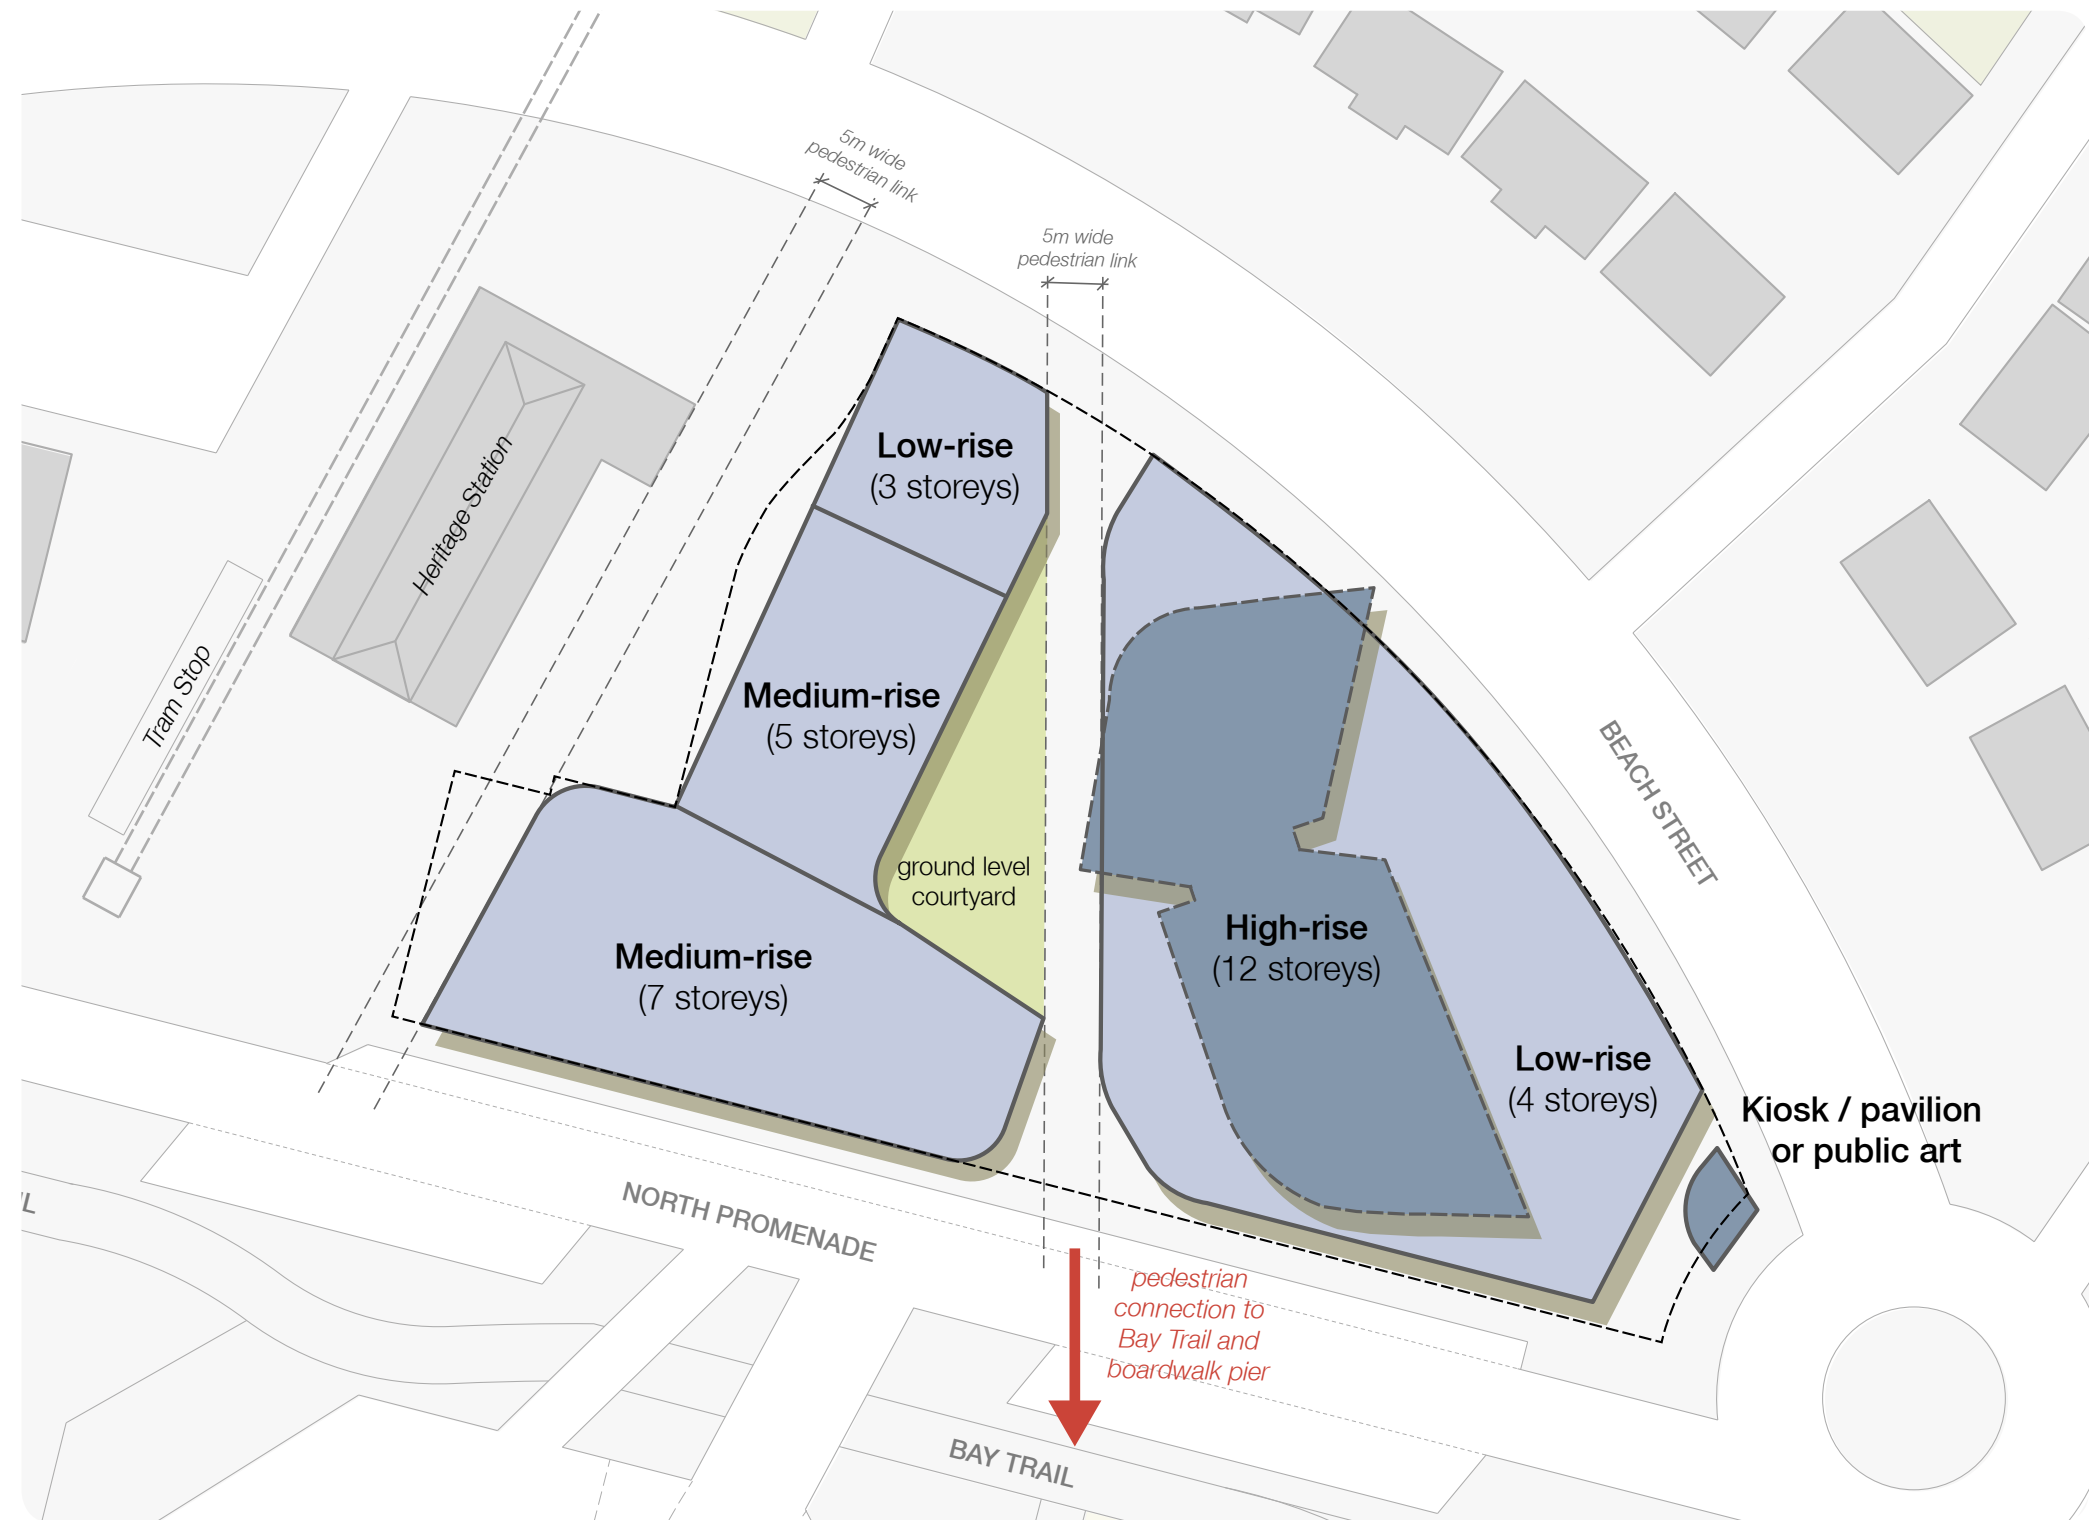 5m wide
pedestrian link
5m wide
pedestrian link
Low-rise
(3 storeys)
Heritage Station
Tram Stop
Medium-rise
(5 storeys)
BEACH STREET
ground level
courtyard
High-rise
(12 storeys)
Medium-rise
(7 storeys)
Low-rise
(4 storeys)
Kiosk / pavilion
or public art
IL
NORTH PROMENADE
pedestrian
connection to
Bay Trail and
boardwalk pier
BAY TRAIL